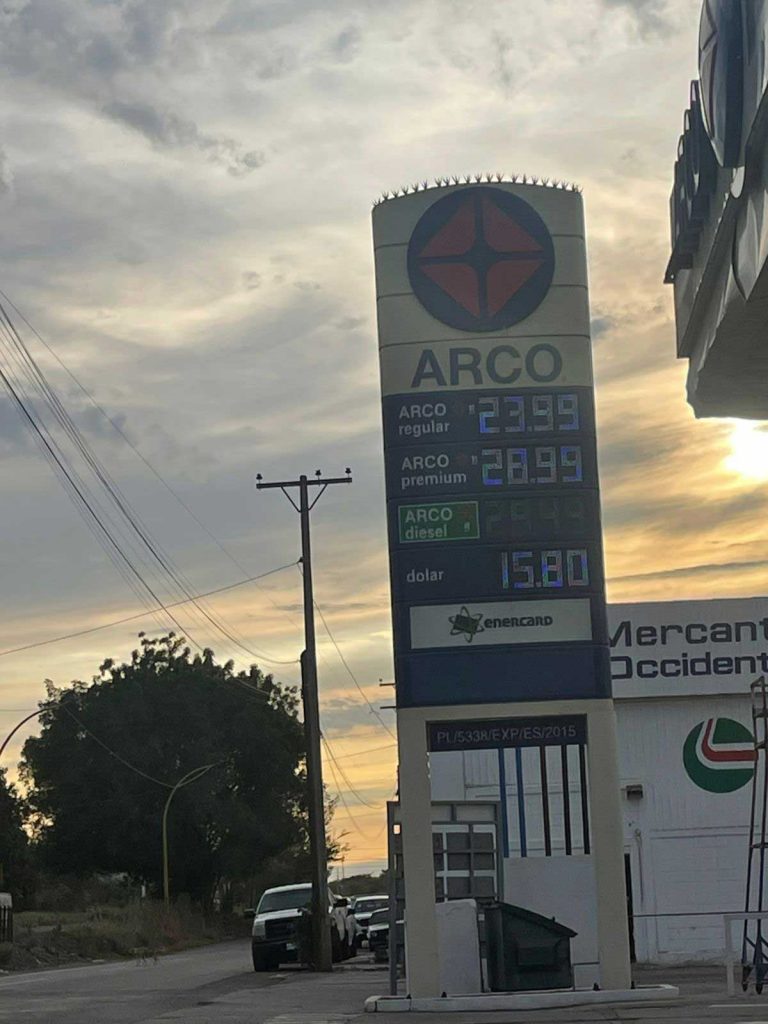 ARCO
ARCO
regular
23.99
ARCO
premium
28.99
ARCO
diesel
dolar
15.80
ENERCARD
PL/5338/EXP/ES/2015
Mercant
Occident